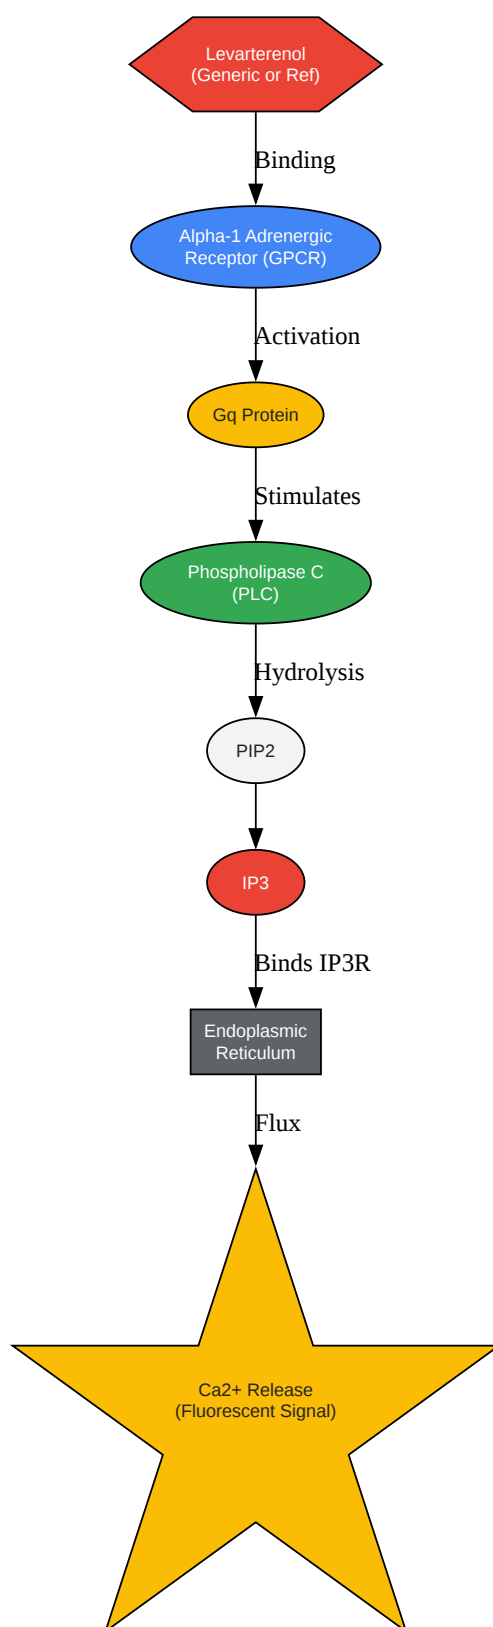 Levarterenol
(Generic or Ref)
Binding
Alpha-1 Adrenergic
Receptor (GPCR)
Activation
Gq Protein
Stimulates
Phospholipase C
(PLC)
Hydrolysis
PIP2
IP3
Binds IP3R
Endoplasmic
Reticulum
Flux
Ca2+ Release
(Fluorescent Signal)